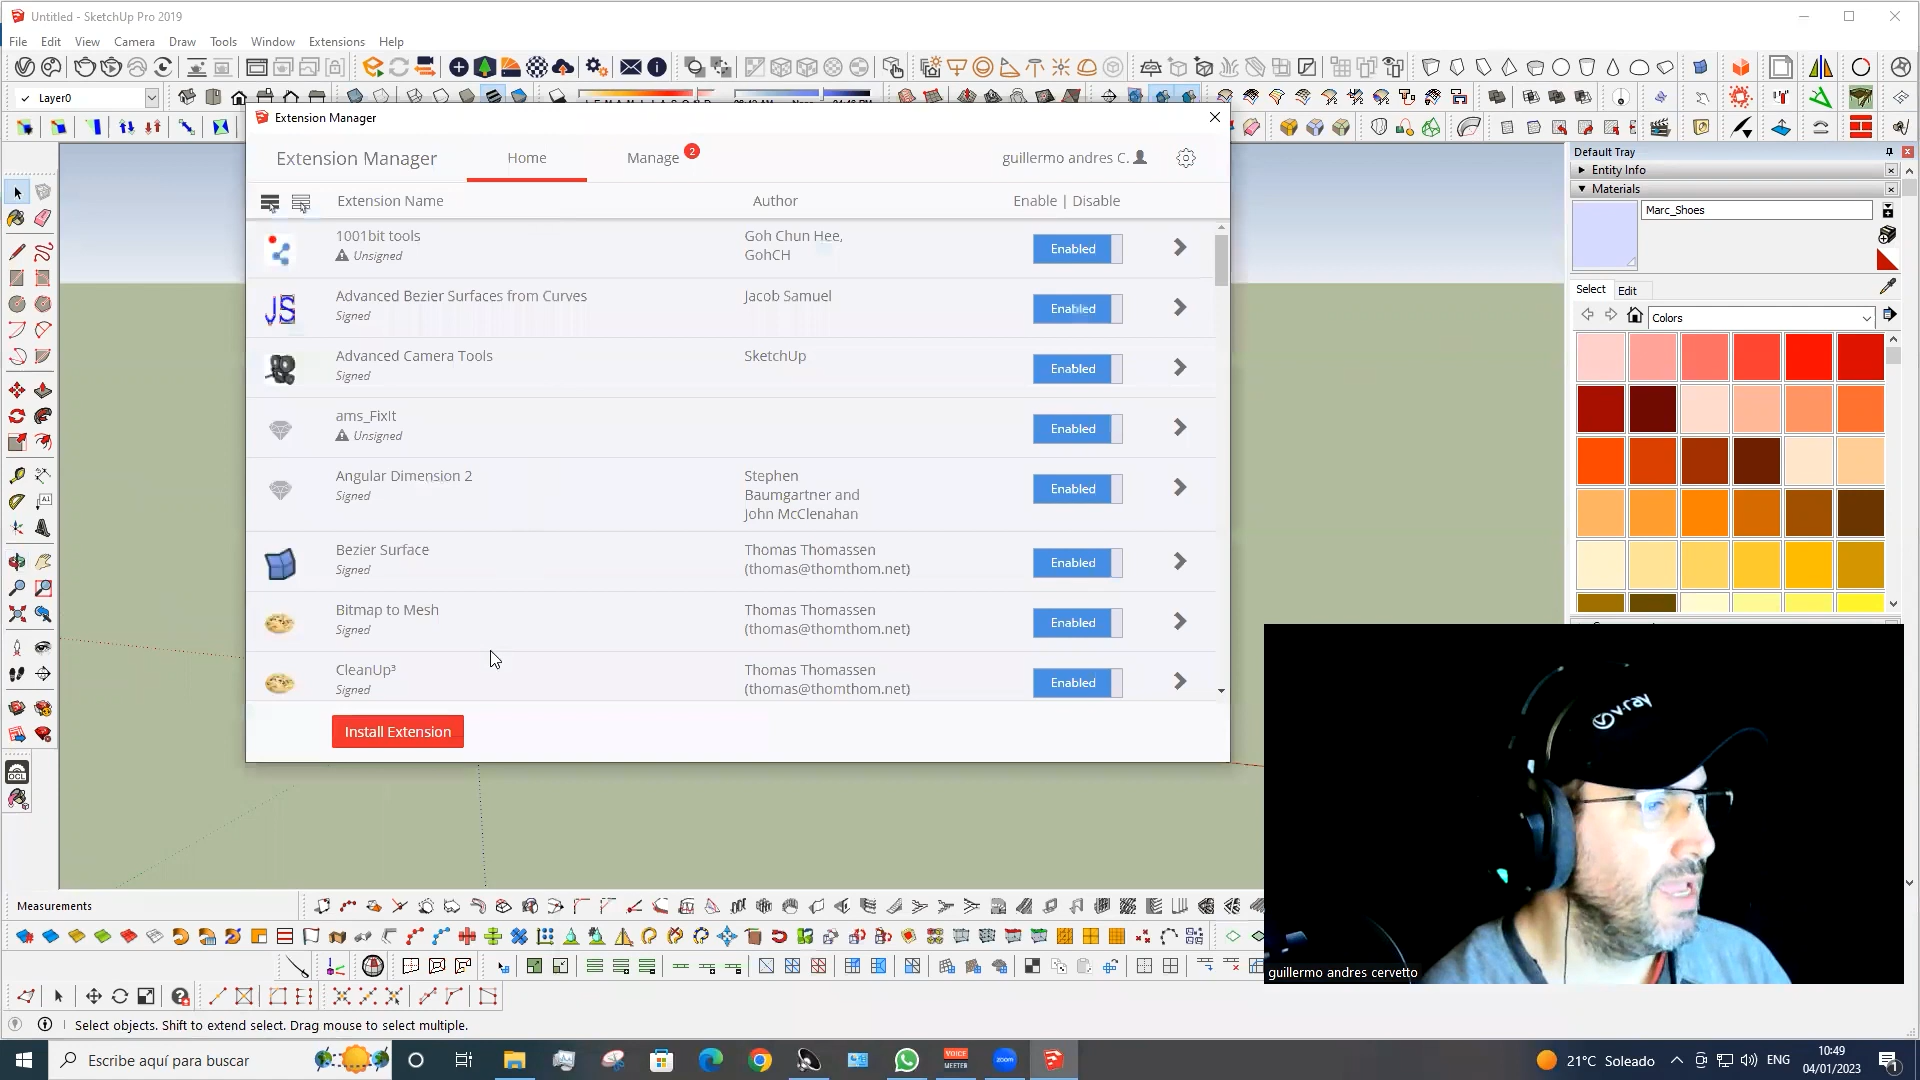 Untitled - SketchUp Pro 2019
File Edit View Camera Draw Tools Window Extensions Help
Layer0
Extension Manager
Extension Manager Home Manage 2 guillermo andres C.
Extension Name Author Enable | Disable
1001bit tools Goh Chun Hee, Enabled
Unsigned GohCH
Advanced Bezier Surfaces from Curves Jacob Samuel Enabled
Signed
Advanced Camera Tools SketchUp Enabled
Signed
ams_FixIt Enabled
Unsigned
Angular Dimension 2 Stephen Enabled
Signed Baumgartner and
John McClenahan
Bezier Surface Thomas Thomassen Enabled
Signed (thomas@thomthom.net)
Bitmap to Mesh Thomas Thomassen Enabled
Signed (thomas@thomthom.net)
CleanUp³ Thomas Thomassen Enabled
Signed (thomas@thomthom.net)
Install Extension
Default Tray
Entity Info
Materials
Marc_Shoes
Select Edit
Colors
vray
guillermo andres cervetto
Measurements
Select objects. Shift to extend select. Drag mouse to select multiple.
Escribe aquí para buscar
VOICE
MEETER
zoom
21°C Soleado ENG
10:49
04/01/2023
1